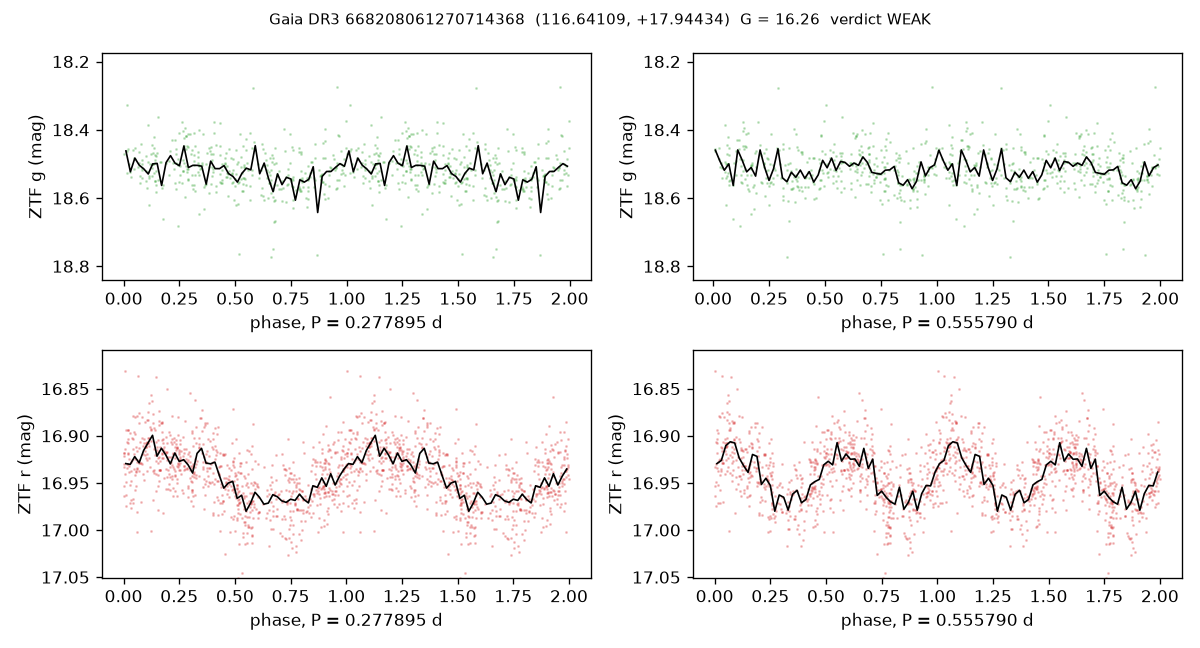 Gaia DR3 668208061270714368 (116.64109, +17.94434) G = 16.26 verdict WEAK
18.2
18.4
18.6
18.8
ZTF g (mag)
0.00 0.25 0.50 0.75 1.00 1.25 1.50 1.75 2.00
phase, P = 0.277895 d
18.2
18.4
18.6
18.8
ZTF g (mag)
0.00 0.25 0.50 0.75 1.00 1.25 1.50 1.75 2.00
phase, P = 0.555790 d
16.85
16.90
16.95
17.00
17.05
ZTF r (mag)
0.00 0.25 0.50 0.75 1.00 1.25 1.50 1.75 2.00
phase, P = 0.277895 d
16.85
16.90
16.95
17.00
17.05
ZTF r (mag)
0.00 0.25 0.50 0.75 1.00 1.25 1.50 1.75 2.00
phase, P = 0.555790 d